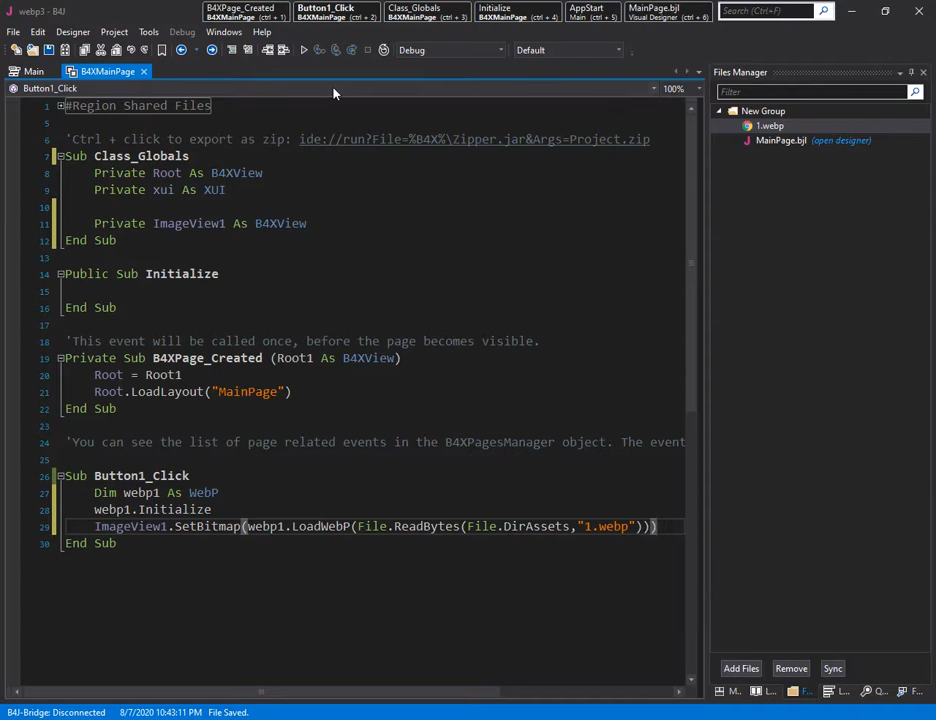 webp3 - B4J
B4XPage_Created
B4XMainPage (ctrl + 1)
Button1_Click
B4XMainPage (ctrl + 2)
Class_Globals
B4XMainPage (ctrl + 3)
Initialize
B4XMainPage (ctrl + 4)
AppStart
Main (ctrl + 5)
MainPage.bjl
Visual Designer (ctrl + 6)
Search (Ctrl+F)
File Edit Designer Project Tools Debug Windows Help
Debug
Default
Main
B4XMainPage
Button1_Click
100%
1 #Region Shared Files
5
6 'Ctrl + click to export as zip: ide://run?File=%B4X%\Zipper.jar&Args=Project.zip
7 Sub Class_Globals
8 Private Root As B4XView
9 Private xui As XUI
10
11 Private ImageView1 As B4XView
12 End Sub
13
14 Public Sub Initialize
15
16 End Sub
17
18 'This event will be called once, before the page becomes visible.
19 Private Sub B4XPage_Created (Root1 As B4XView)
20 Root = Root1
21 Root.LoadLayout("MainPage")
22 End Sub
23
24 'You can see the list of page related events in the B4XPagesManager object. The event
25
26 Sub Button1_Click
27 Dim webp1 As WebP
28 webp1.Initialize
29 ImageView1.SetBitmap(webp1.LoadWebP(File.ReadBytes(File.DirAssets,"1.webp")))
30 End Sub
Files Manager
Filter
New Group
1.webp
MainPage.bjl (open designer)
Add Files
Remove
Sync
M...
L...
F...
L...
Q...
F...
B4J-Bridge: Disconnected
8/7/2020 10:43:11 PM
File Saved.